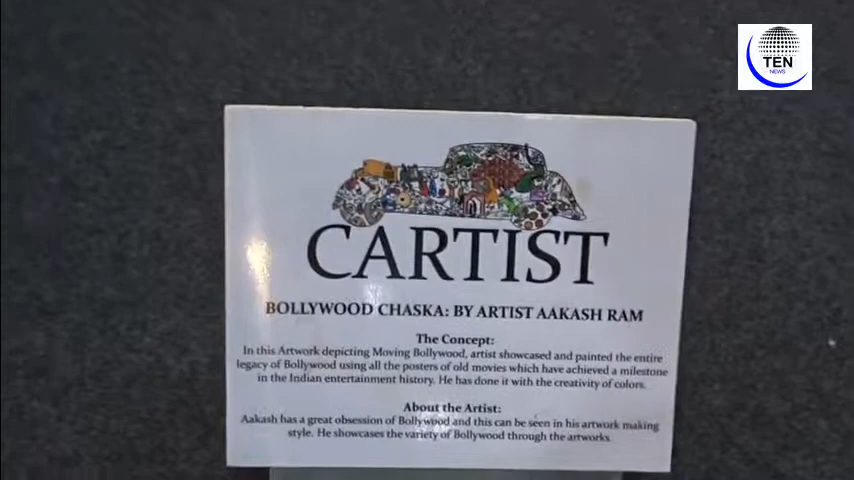 TEN
NEWS
CARTIST
BOLLYWOOD CHASKA: BY ARTIST AAKASH RAM
The Concept:
In this Artwork depicting Moving Bollywood, artist showcased and painted the entire
legacy of Bollywood using all the posters of old movies which have achieved a milestone
in the Indian entertainment history. He has done it with the creativity of colors.
About the Artist:
Aakash has a great obsession of Bollywood and this can be seen in his artwork making
style. He showcases the variety of Bollywood through the artworks.